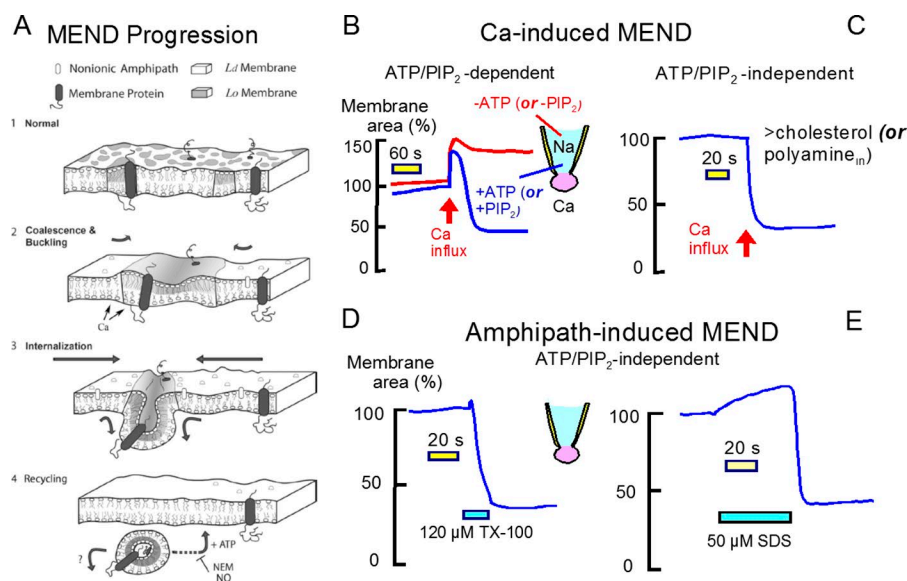 A MEND Progression
Nonionic Amphipath
Ld Membrane
Membrane Protein
Lo Membrane
1 Normal
2 Coalescence &
Buckling
Ca
3 Internalization
4 Recycling
?
+ ATP
NEM
NO
B Ca-induced MEND C
ATP/PIP2-dependent
Membrane
area (%)
150
100
50
0
60 s
-ATP (or -PIP2)
Na
+ATP (or
+PIP2)
Ca
Ca
influx
ATP/PIP2-independent
100
50
0
20 s
>cholesterol (or
polyaminein)
Ca
influx
D Amphipath-induced MEND E
ATP/PIP2-independent
Membrane
area (%)
100
50
0
20 s
120 µM TX-100
100
50
0
20 s
50 µM SDS